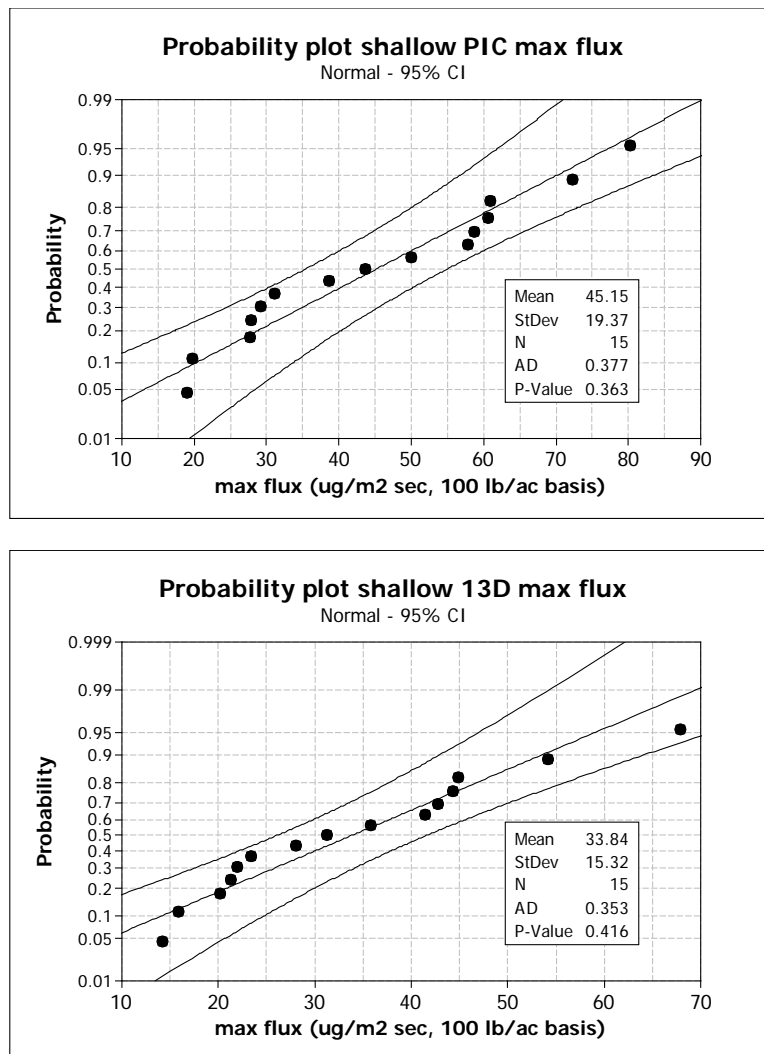 Probability plot shallow PIC max flux
Normal - 95% CI
0.99
0.95
0.9
0.8
0.7
0.6
0.5
0.4
0.3
0.2
0.1
0.05
0.01
Probability
Mean 45.15
StDev 19.37
N 15
AD 0.377
P-Value 0.363
10 20 30 40 50 60 70 80 90
max flux (ug/m2 sec, 100 lb/ac basis)
Probability plot shallow 13D max flux
Normal - 95% CI
0.999
0.99
0.95
0.9
0.8
0.7
0.6
0.5
0.4
0.3
0.2
0.1
0.05
0.01
Probability
Mean 33.84
StDev 15.32
N 15
AD 0.353
P-Value 0.416
10 20 30 40 50 60 70
max flux (ug/m2 sec, 100 lb/ac basis)